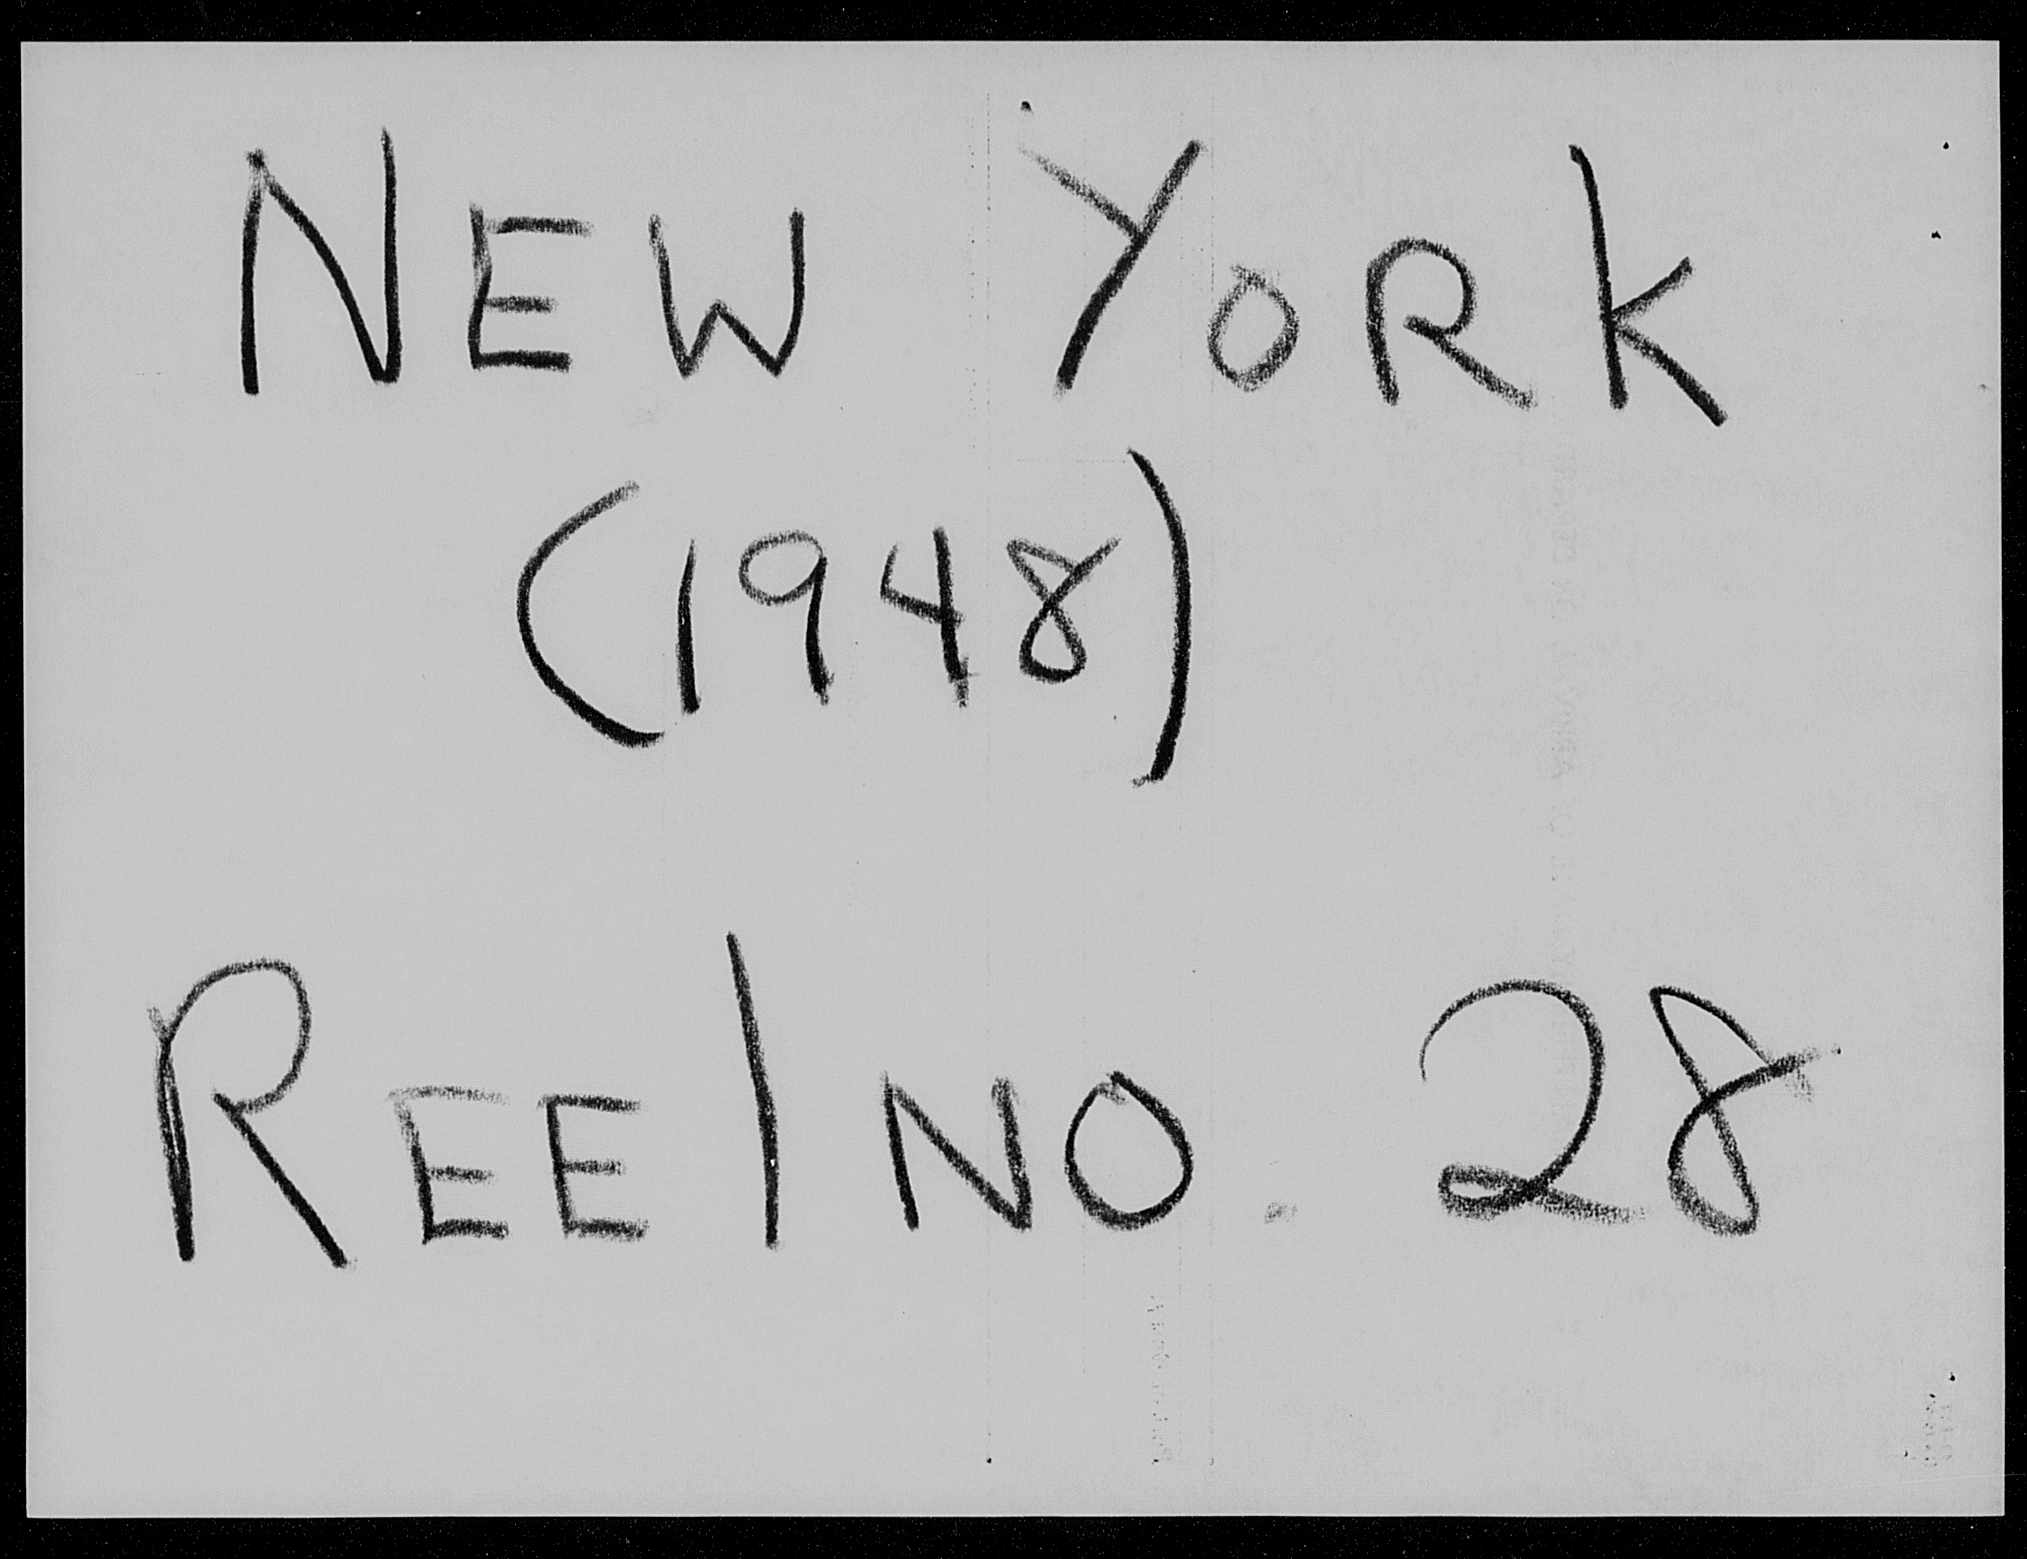 NEW YORK
(1948)
REEl NO. 28